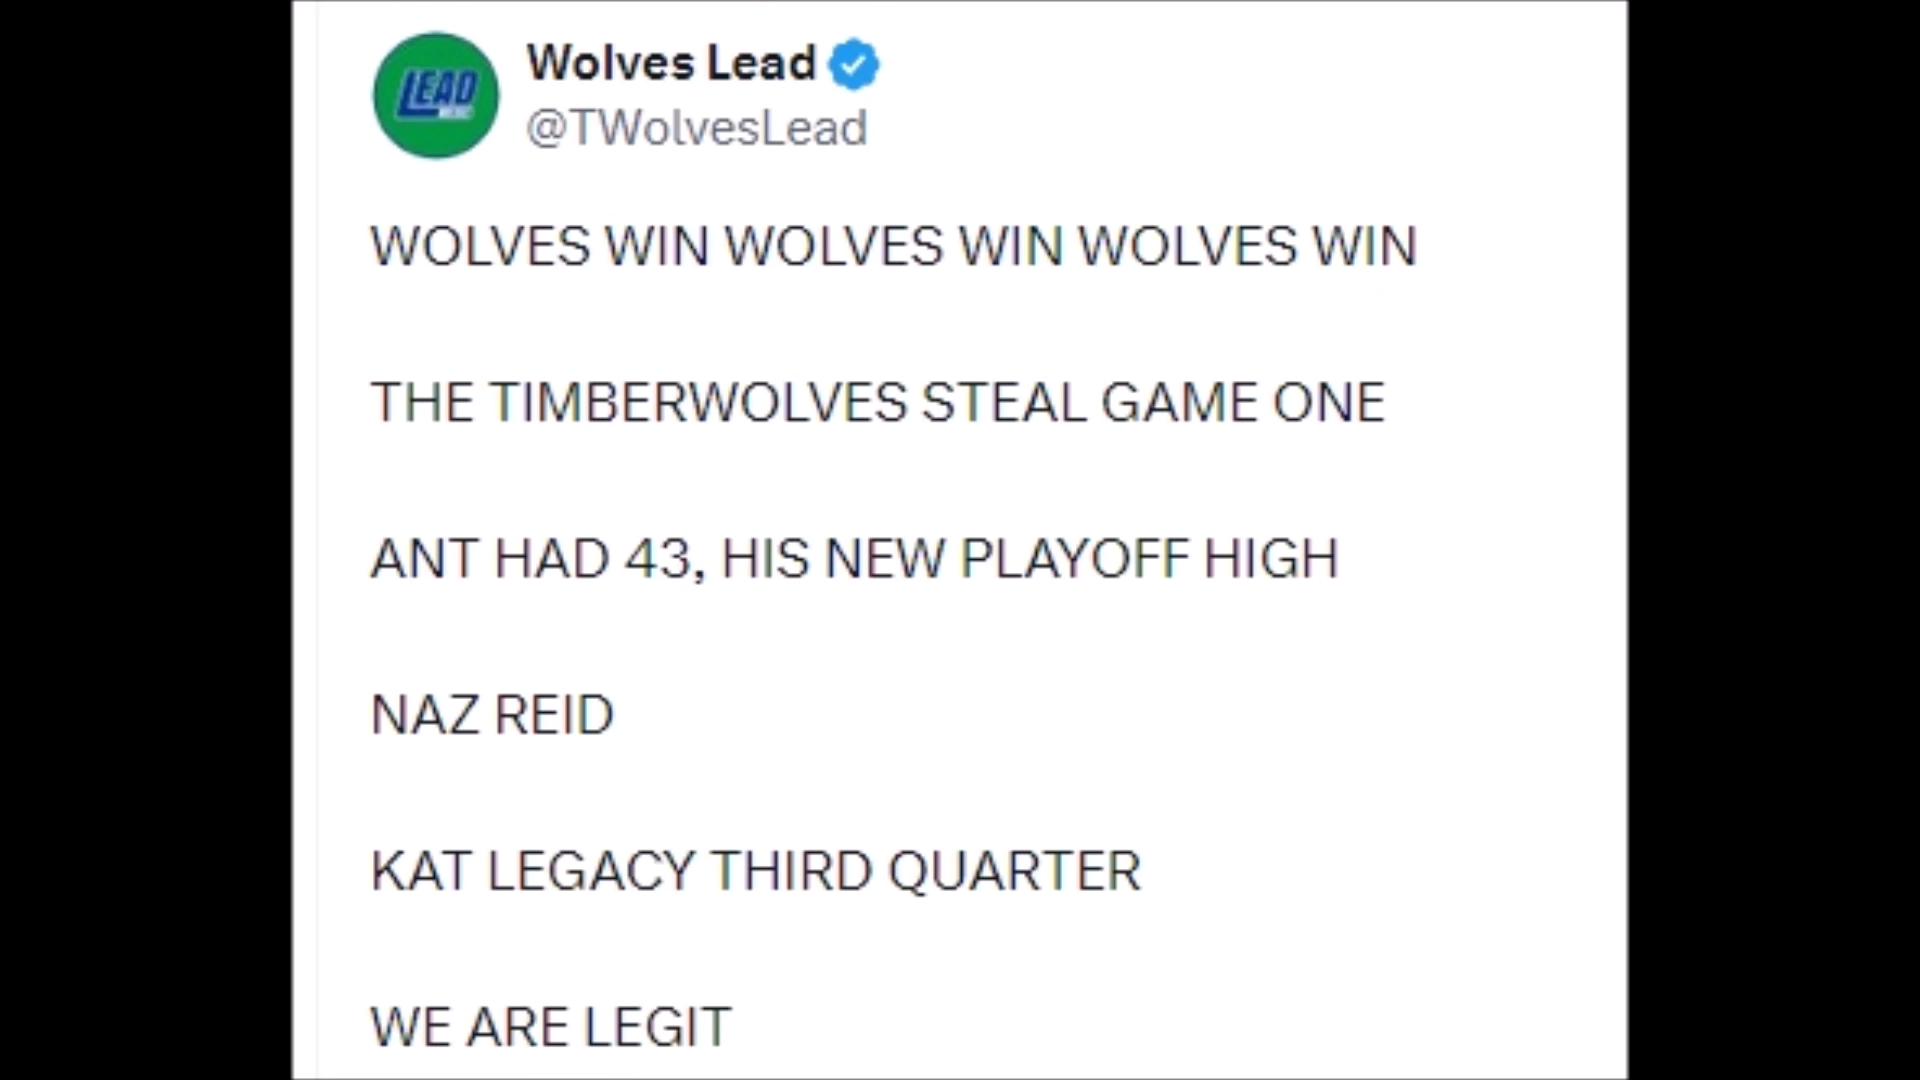 LEAD
Wolves Lead
@TWolvesLead
WOLVES WIN WOLVES WIN WOLVES WIN
THE TIMBERWOLVES STEAL GAME ONE
ANT HAD 43, HIS NEW PLAYOFF HIGH
NAZ REID
KAT LEGACY THIRD QUARTER
WE ARE LEGIT